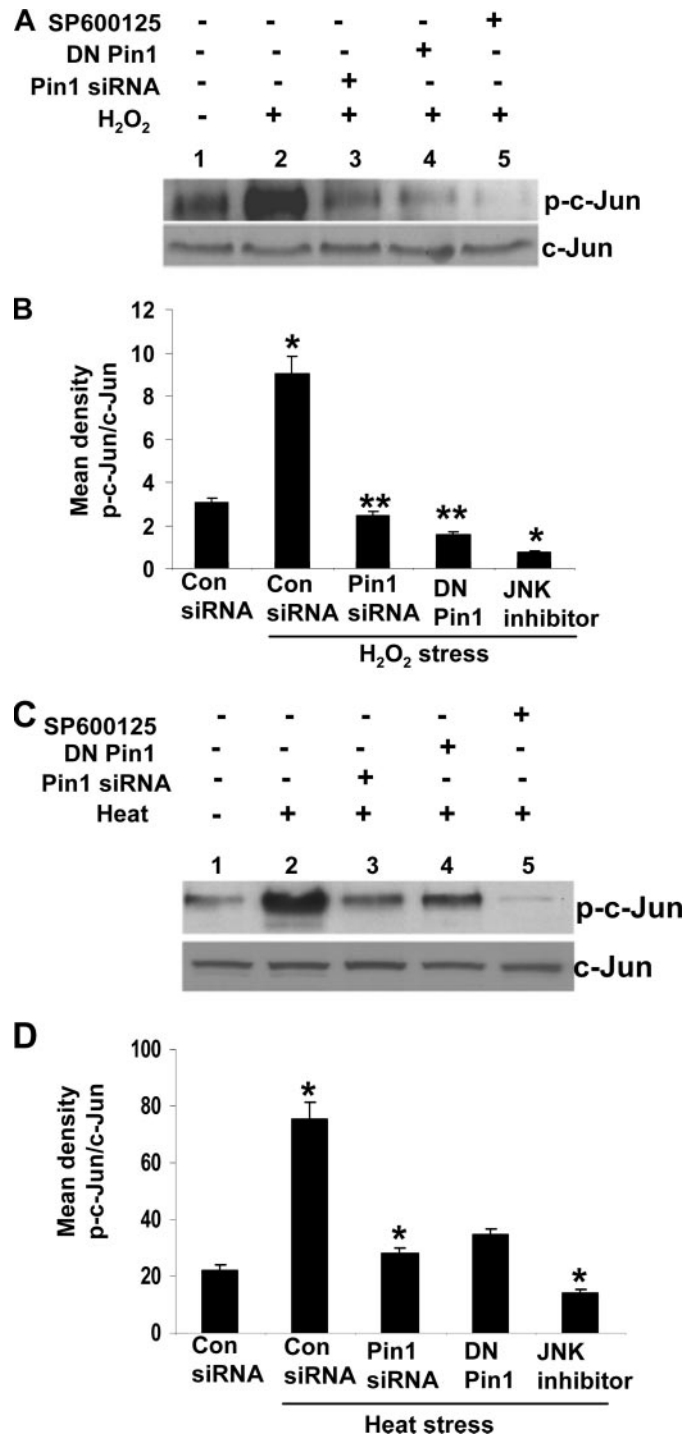 A
SP600125 - - - - +
DN Pin1 - - - + -
Pin1 siRNA - - + - -
H₂O₂ - + + + +
1 2 3 4 5
p-c-Jun
c-Jun
B
Mean density
p-c-Jun/c-Jun
12
10
8
6
4
2
0
* ** ** *
Con siRNA
Con siRNA
Pin1 siRNA
DN Pin1
JNK inhibitor
H₂O₂ stress
C
SP600125 - - - - +
DN Pin1 - - - + -
Pin1 siRNA - - + - -
Heat - + + + +
1 2 3 4 5
p-c-Jun
c-Jun
D
Mean density
p-c-Jun/c-Jun
100
80
60
40
20
0
* * *
Con siRNA
Con siRNA
Pin1 siRNA
DN Pin1
JNK inhibitor
Heat stress